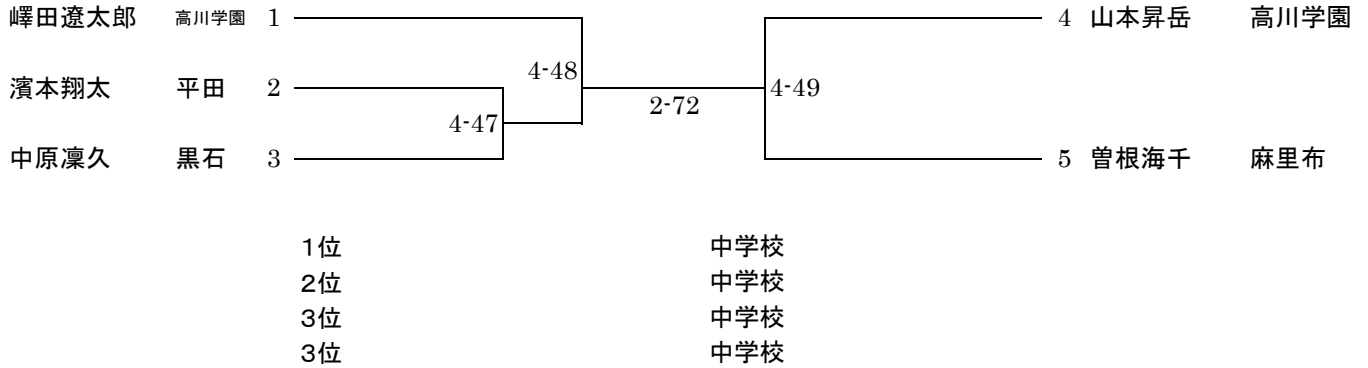 嶧田遼太郎 高川学園 1 4 山本昇岳 高川学園
4-48
濱本翔太 平田 2 2-72 4-49
4-47
中原凜久 黒石 3 5 曽根海千 麻里布
1位 中学校
2位 中学校
3位 中学校
3位 中学校